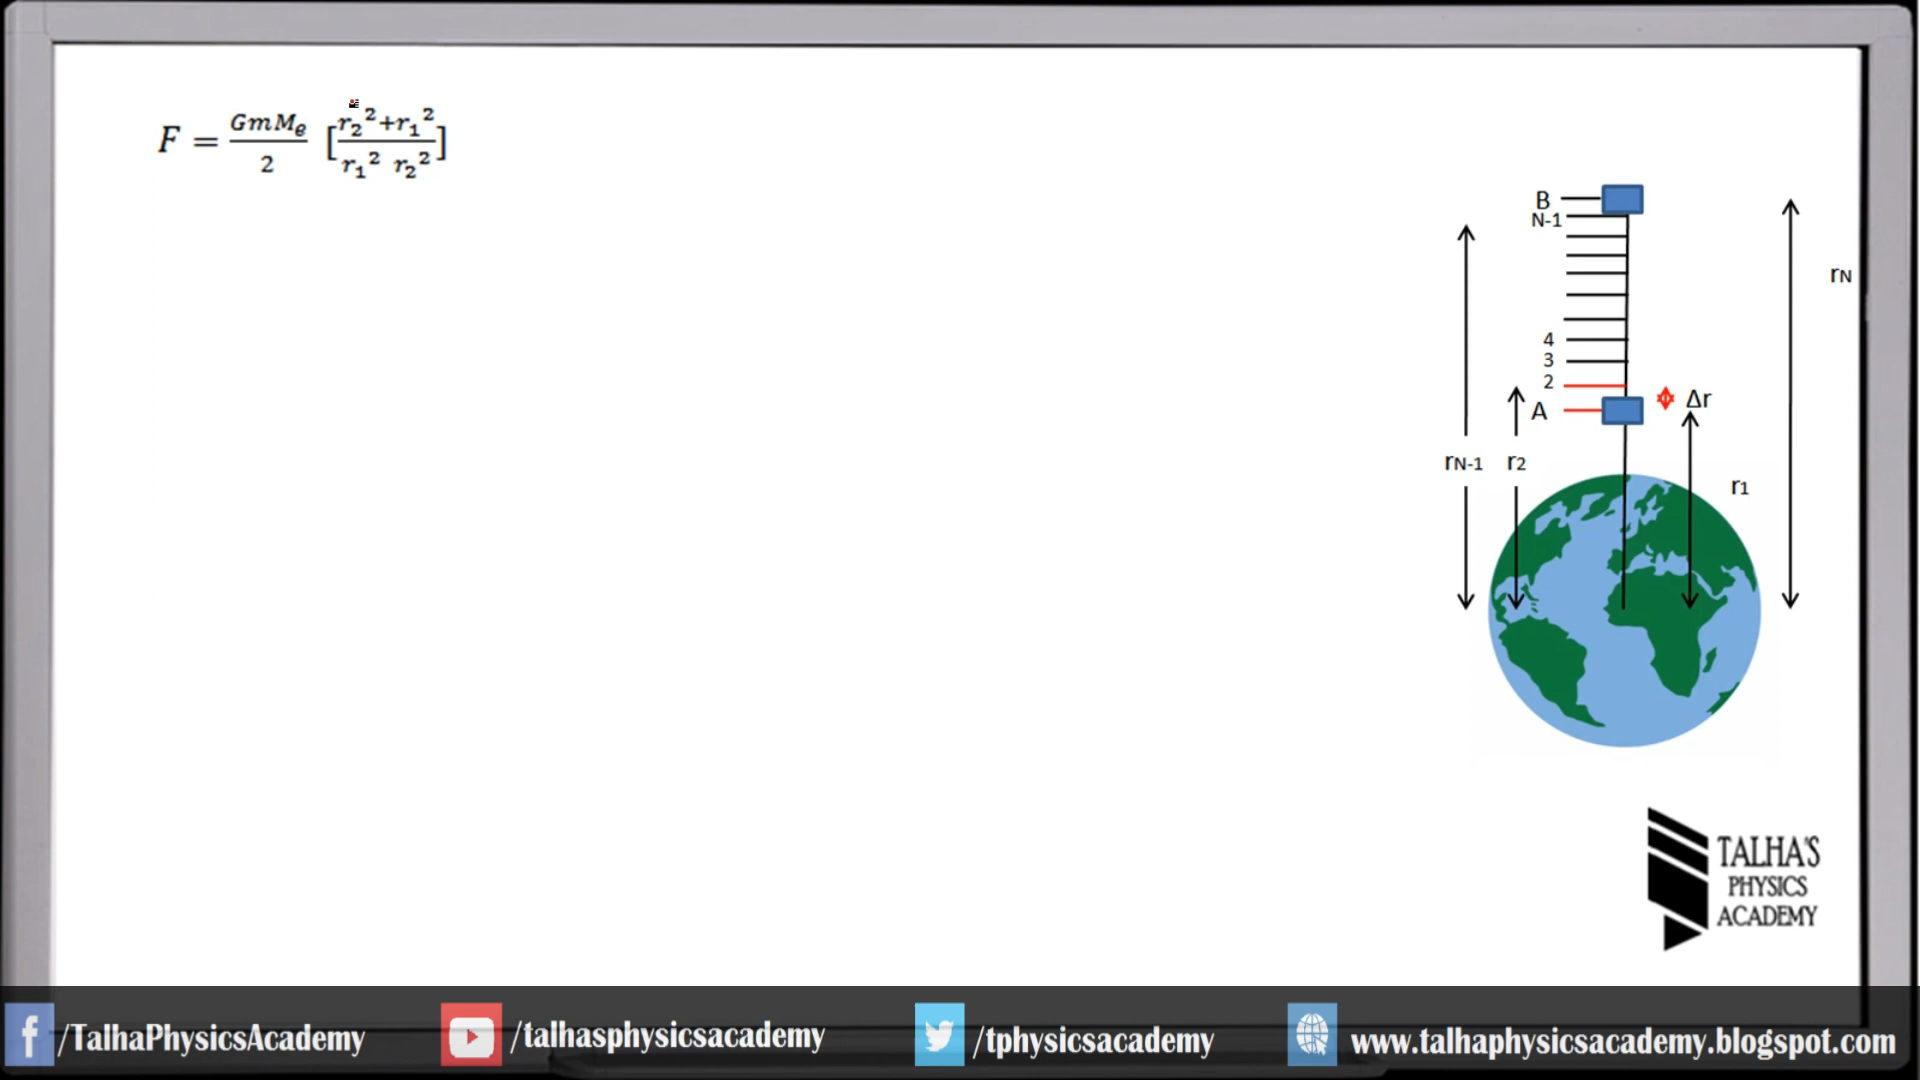 F = GmMₑ/2 [r₂²+r₁²/r₁² r₂²]
B
N-1
rN
4
3
2
A
Δr
rN-1
r2
r1
TALHA'S
PHYSICS
ACADEMY
f /TalhaPhysicsAcademy
/talhasphysicsacademy
/tphysicsacademy
www.talhaphysicsacademy.blogspot.com